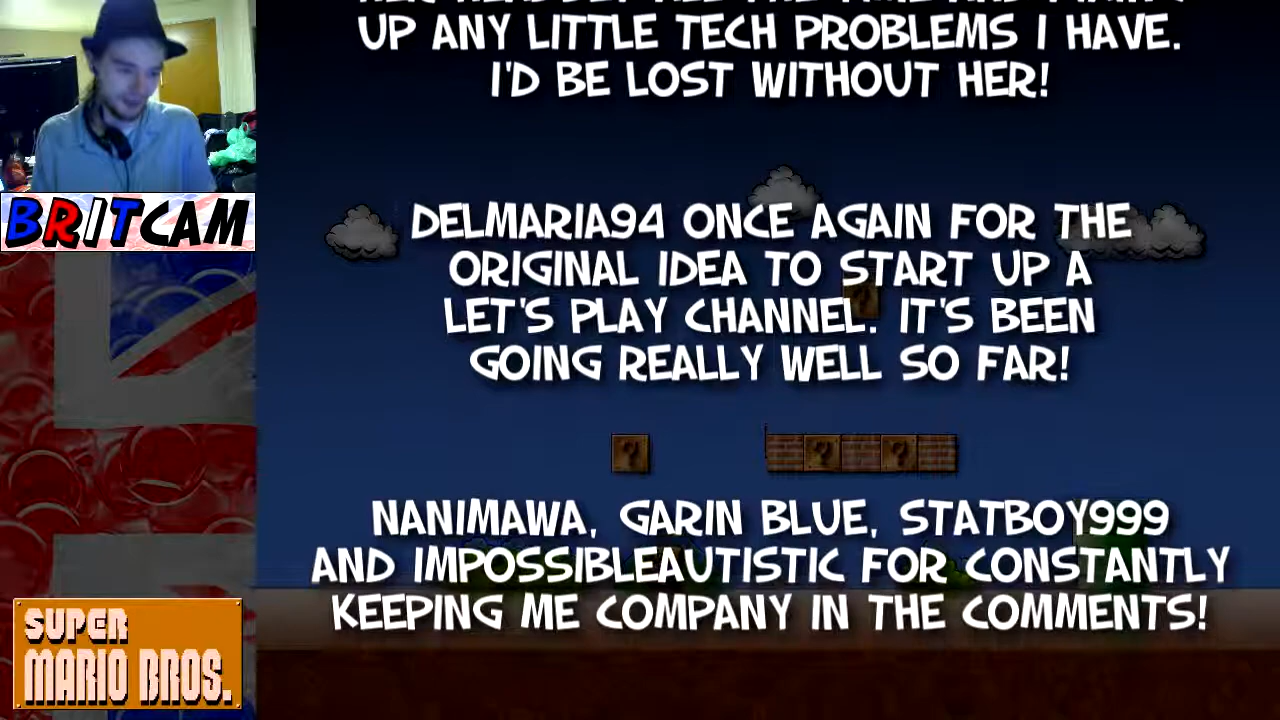 UP ANY LITTLE TECH PROBLEMS I HAVE.
I'D BE LOST WITHOUT HER!
BRITCAM
DELMARIA94 ONCE AGAIN FOR THE
ORIGINAL IDEA TO START UP A
LET'S PLAY CHANNEL. IT'S BEEN
GOING REALLY WELL SO FAR!
NANIMAWA, GARIN BLUE, STATBOY999
AND IMPOSSIBLEAUTISTIC FOR CONSTANTLY
KEEPING ME COMPANY IN THE COMMENTS!
SUPER
MARIO BROS.